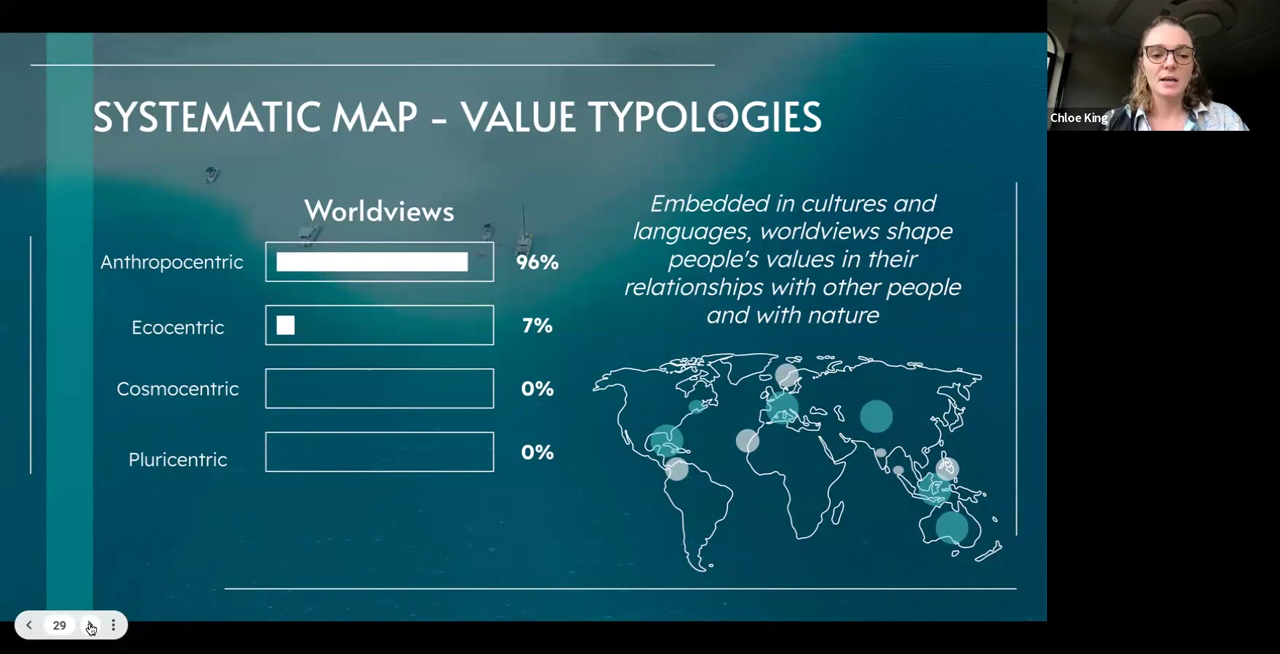 SYSTEMATIC MAP - VALUE TYPOLOGIES
Worldviews
Anthropocentric 96%
Ecocentric 7%
Cosmocentric 0%
Pluricentric 0%
Embedded in cultures and
languages, worldviews shape
people's values in their
relationships with other people
and with nature
Chloe King
29